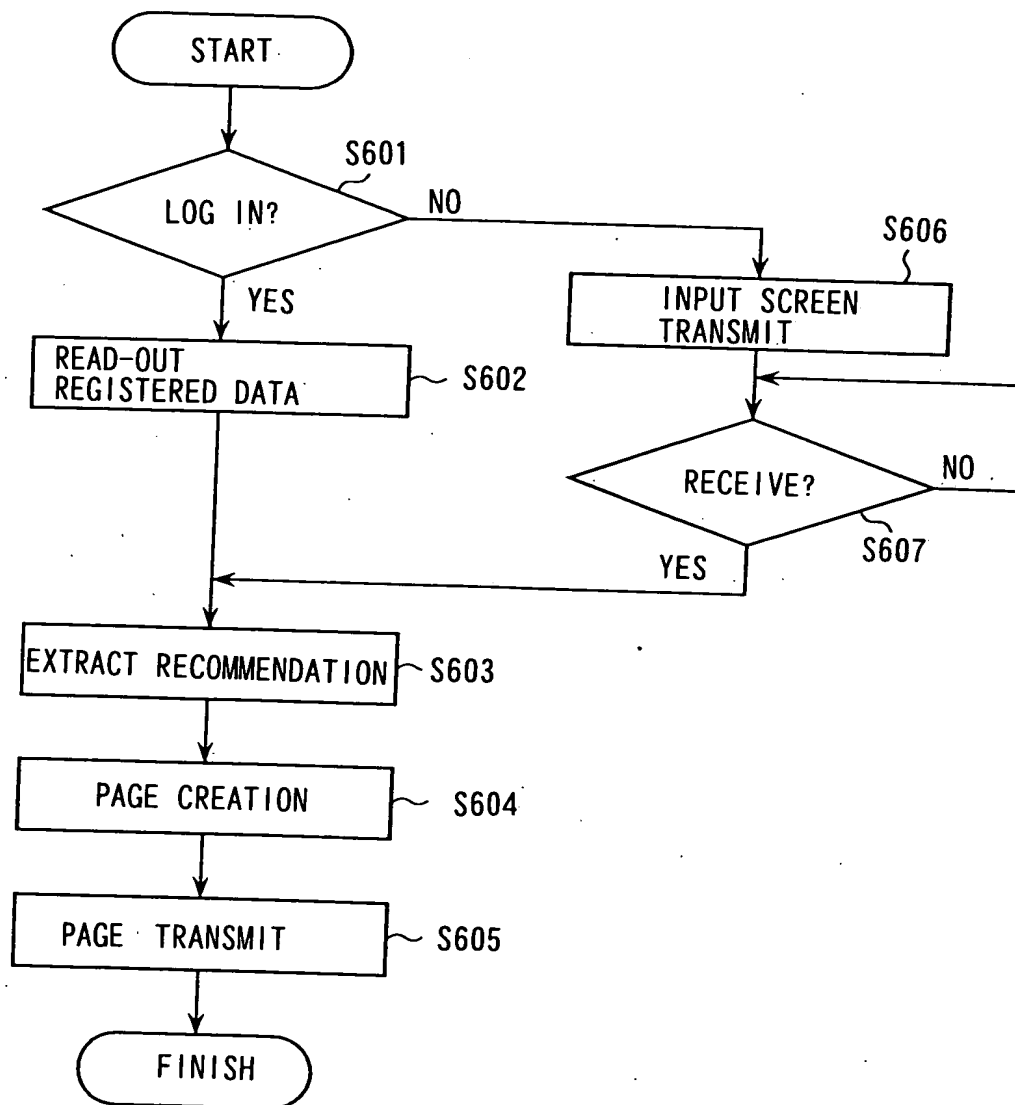 START
S601
LOG IN?
NO
S606
YES
INPUT SCREEN
TRANSMIT
READ-OUT
REGISTERED DATA
S602
RECEIVE?
NO
S607
YES
EXTRACT RECOMMENDATION
S603
PAGE CREATION
S604
PAGE TRANSMIT
S605
FINISH